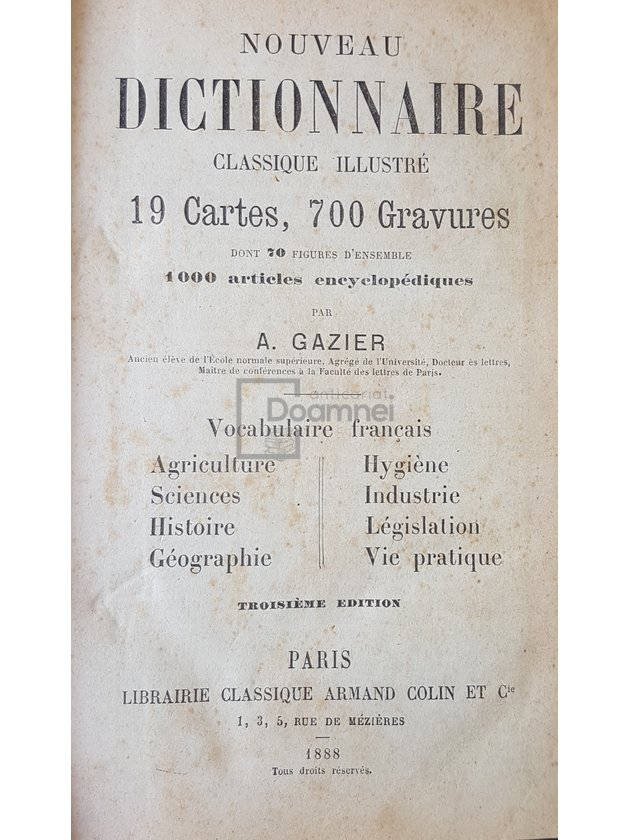 NOUVEAU
DICTIONNAIRE
CLASSIQUE ILLUSTRÉ
19 Cartes, 700 Gravures
DONT 70 FIGURES D'ENSEMBLE
1000 articles encyclopédiques
PAR
A. GAZIER
Ancien élève de l'École normale supérieure, Agrégé de l'Université, Docteur ès lettres,
Maître de conférences à la Faculté des lettres de Paris.
anticariat
Doamnei
Vocabulaire français
Agriculture
Sciences
Histoire
Géographie
Hygiène
Industrie
Législation
Vie pratique
TROISIÈME EDITION
PARIS
LIBRAIRIE CLASSIQUE ARMAND COLIN ET Cie
1, 3, 5, RUE DE MÉZIÈRES
1888
Tous droits réservés.